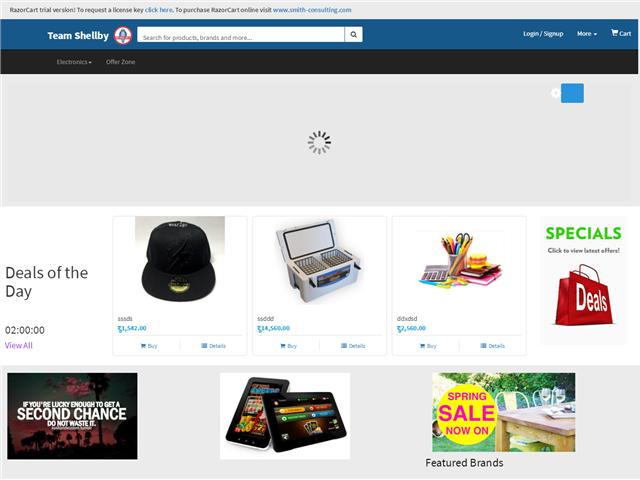 RazorCart trial version! To request a license key click here. To purchase RazorCart online visit www.smith-consulting.com
Team Shellby
Search for products, brands and more...
Login / Signup
More
Cart
Electronics
Offer Zone
Deals of the
Day
02:00:00
View All
sssds
₹1,542.00
Buy
Details
ssddd
₹14,560.00
Buy
Details
ddxdsd
₹2,560.00
Buy
Details
SPECIALS
Click to view latest offers!
Deals
IF YOU'RE LUCKY ENOUGH TO GET A
SECOND CHANCE
DO NOT WASTE IT.
SPRING
SALE
NOW ON
Featured Brands